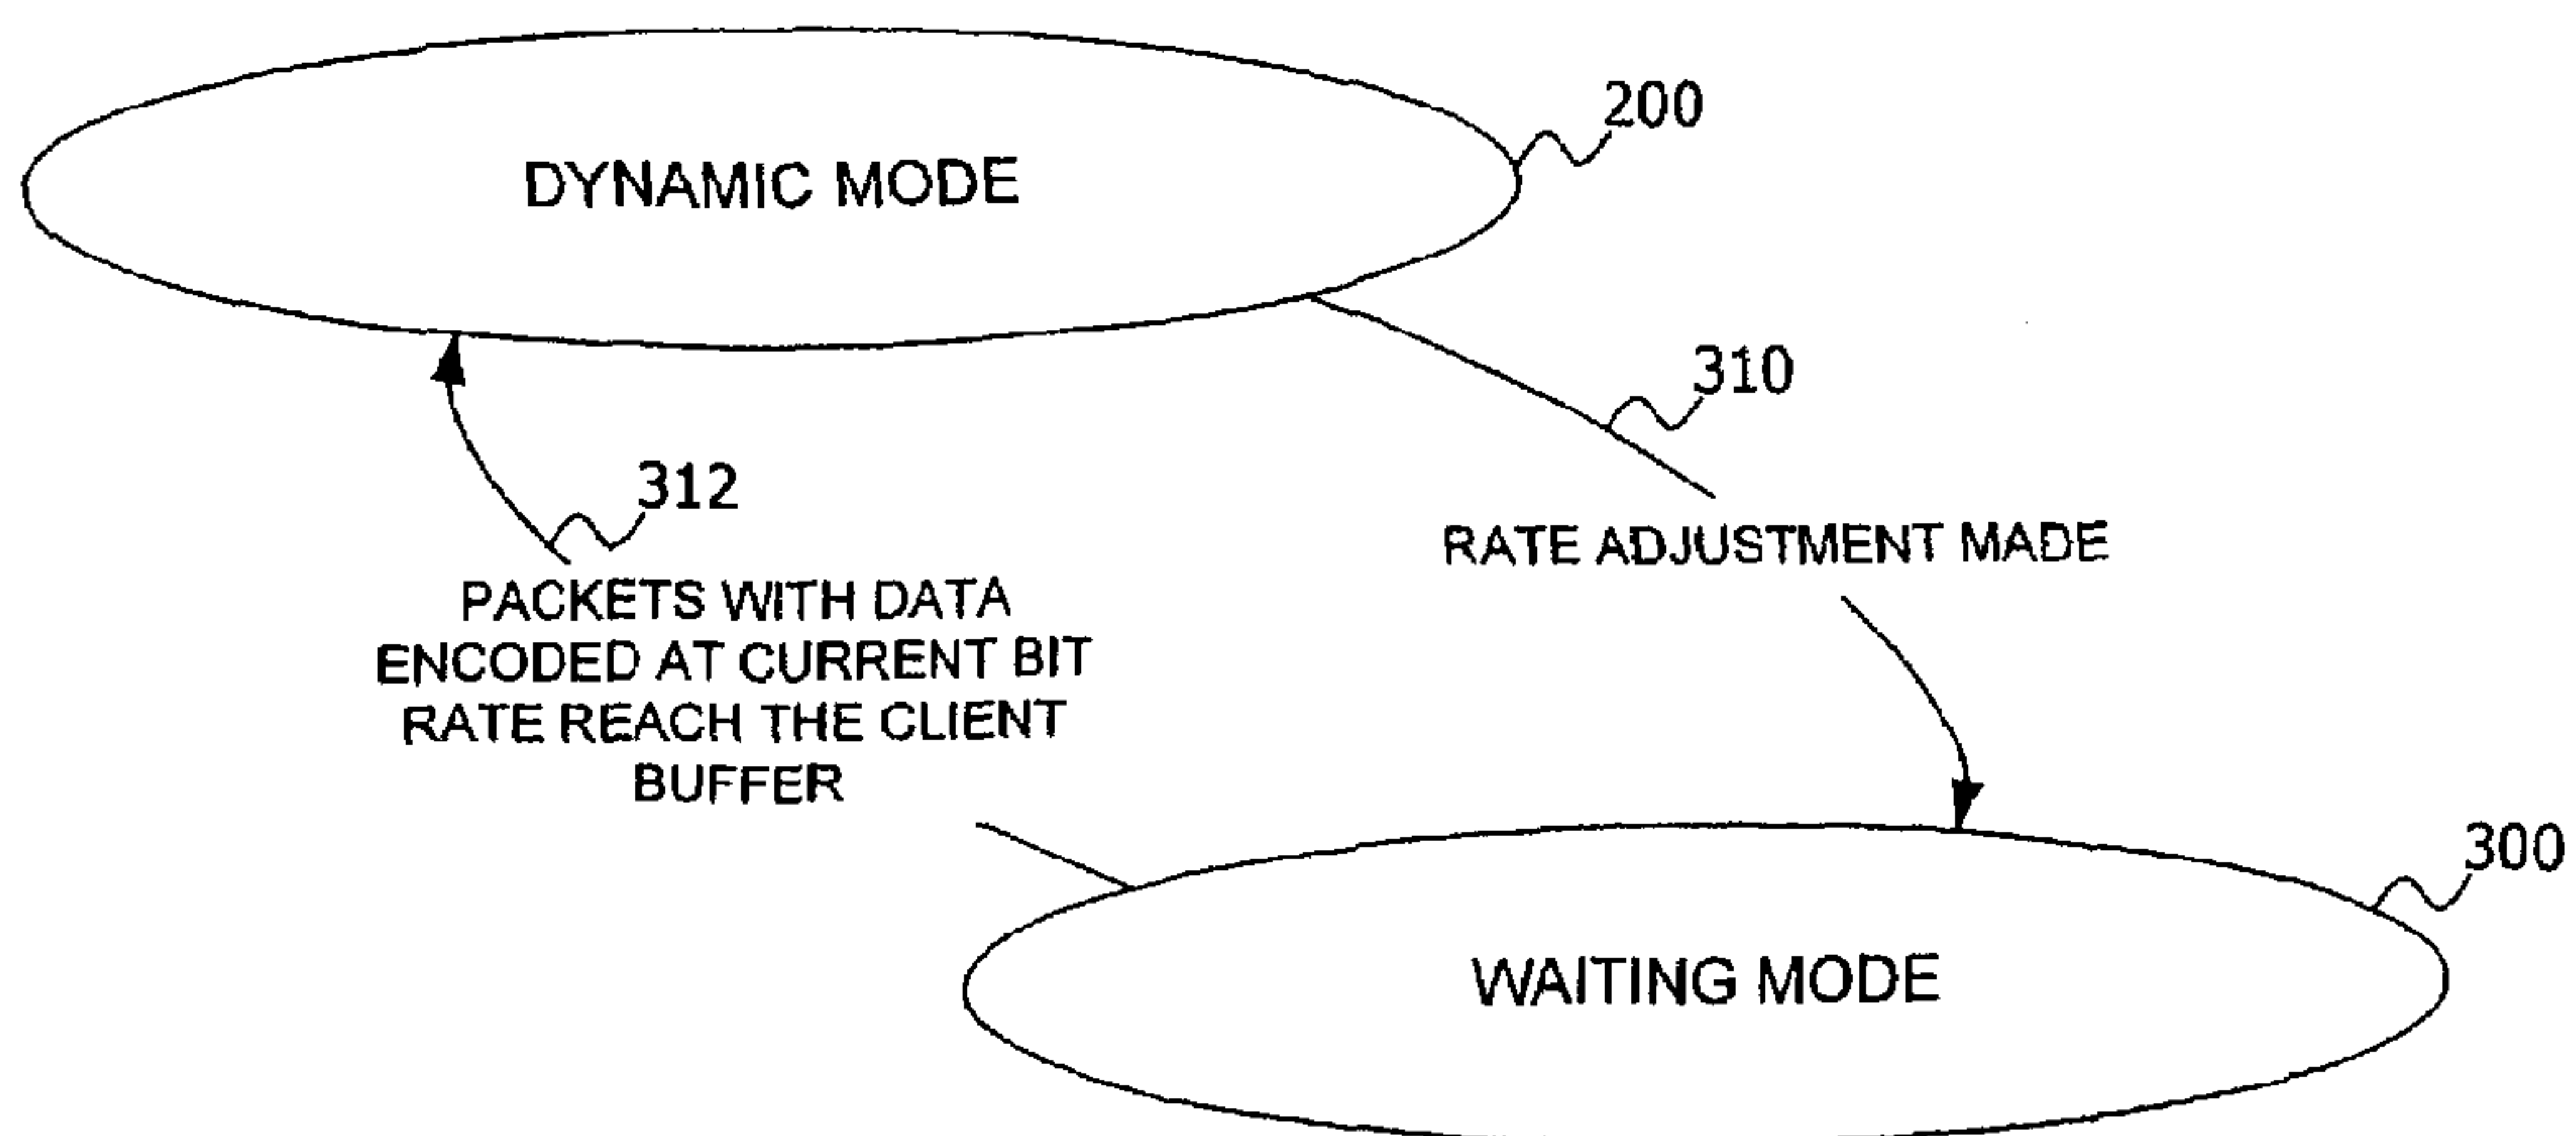 200
DYNAMIC MODE
310
312
RATE ADJUSTMENT MADE
PACKETS WITH DATA
ENCODED AT CURRENT BIT
RATE REACH THE CLIENT
BUFFER
300
WAITING MODE